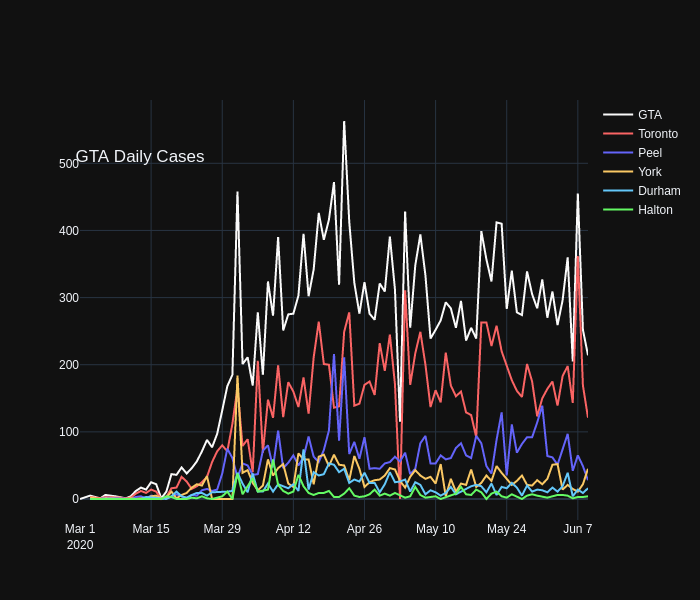 GTA Daily Cases
500
400
300
200
100
0
Mar 1
2020
Mar 15
Mar 29
Apr 12
Apr 26
May 10
May 24
Jun 7
GTA
Toronto
Peel
York
Durham
Halton